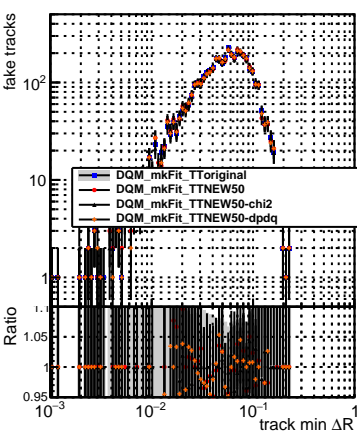 fake tracks
10²
10
1
DQM_mkFit_TToriginal
DQM_mkFit_TTNEW50
DQM_mkFit_TTNEW50-chi2
DQM_mkFit_TTNEW50-dpdq
Ratio
1.1
1.05
1
0.95
10⁻³ 10⁻² 10⁻¹ 1
track min ΔR